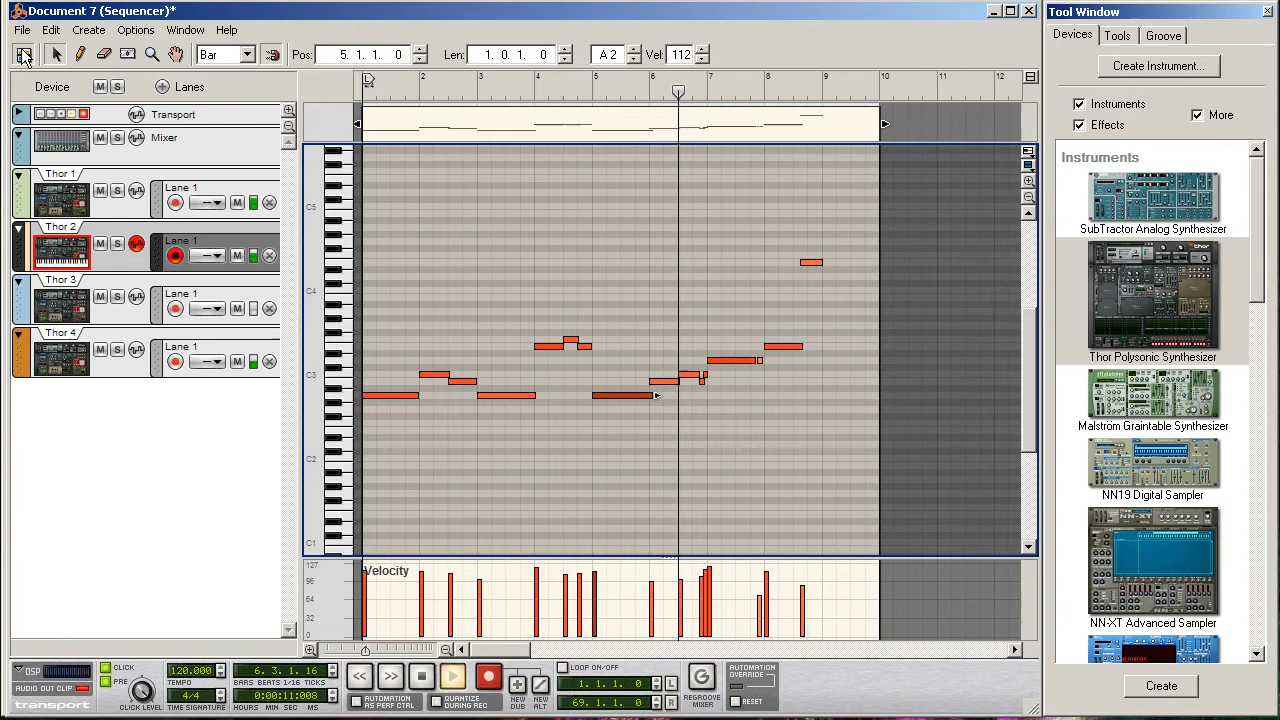 Document 7 (Sequencer)*
Tool Window
File Edit Create Options Window Help
Devices Tools Groove
Bar Pos: 5. 1. 1. 0 Len: 1. 0. 1. 0 A 2 Vel: 112
Create Instrument...
Device M S Lanes
2 3 4 5 6 7 8 9 10 11 12
4/4
Instruments
More
Effects
Transport
Mixer M S
Instruments
SubTractor Analog Synthesizer
thor
Thor Polysonic Synthesizer
Malström Graintable Synthesizer
NN19 Digital Sampler
NN-XT Advanced Sampler
Thor 1
M S Lane 1
M
Thor 2
M S Lane 1
M
Thor 3
M S Lane 1
M
Thor 4
M S Lane 1
M
C5
C4
C3
C2
C1
Velocity
127
96
64
32
0
Create
DSP
AUDIO OUT CLIP
transport
CLICK
PRE
CLICK LEVEL
120.000
TEMPO
4/4
TIME SIGNATURE
6. 3. 1. 16
BARS BEATS 1/16 TICKS
0:00:11:008
HOURS MIN SEC MS
AUTOMATION AS PERF CTRL
QUANTIZE DURING REC
NEW DUB
NEW ALT
LOOP ON/OFF
1. 1. 1. 0 L
69. 1. 1. 0 R
REGROOVE MIXER
AUTOMATION OVERRIDE
RESET